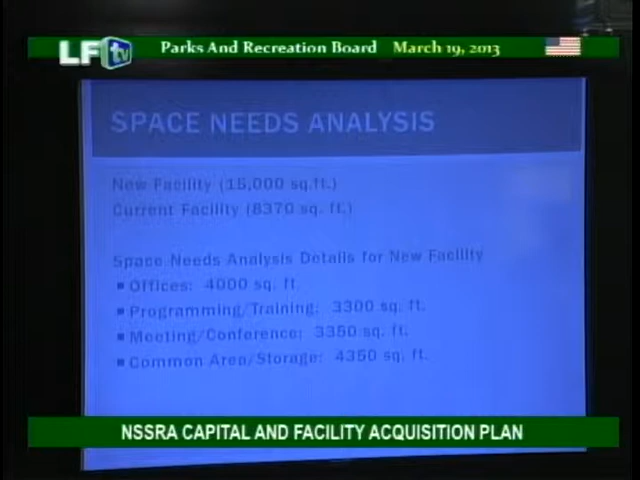 LF tv Parks And Recreation Board March 19, 2013
SPACE NEEDS ANALYSIS
New Facility (15,000 sq.ft.)
Current Facility (8370 sq. ft.)
Space Needs Analysis Details for New Facility
▪ Offices: 4000 sq. ft.
▪ Programming/Training: 3300 sq. ft.
▪ Meeting/Conference: 3350 sq. ft.
▪ Common Area/Storage: 4350 sq. ft.
NSSRA CAPITAL AND FACILITY ACQUISITION PLAN